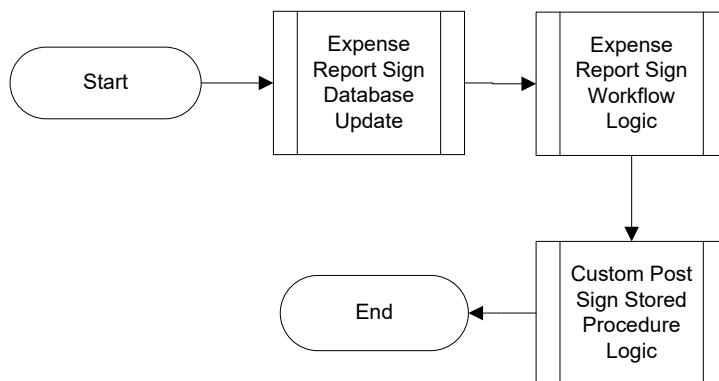 Start
Expense
Report Sign
Database
Update
Expense
Report Sign
Workflow
Logic
Custom Post
Sign Stored
Procedure
Logic
End